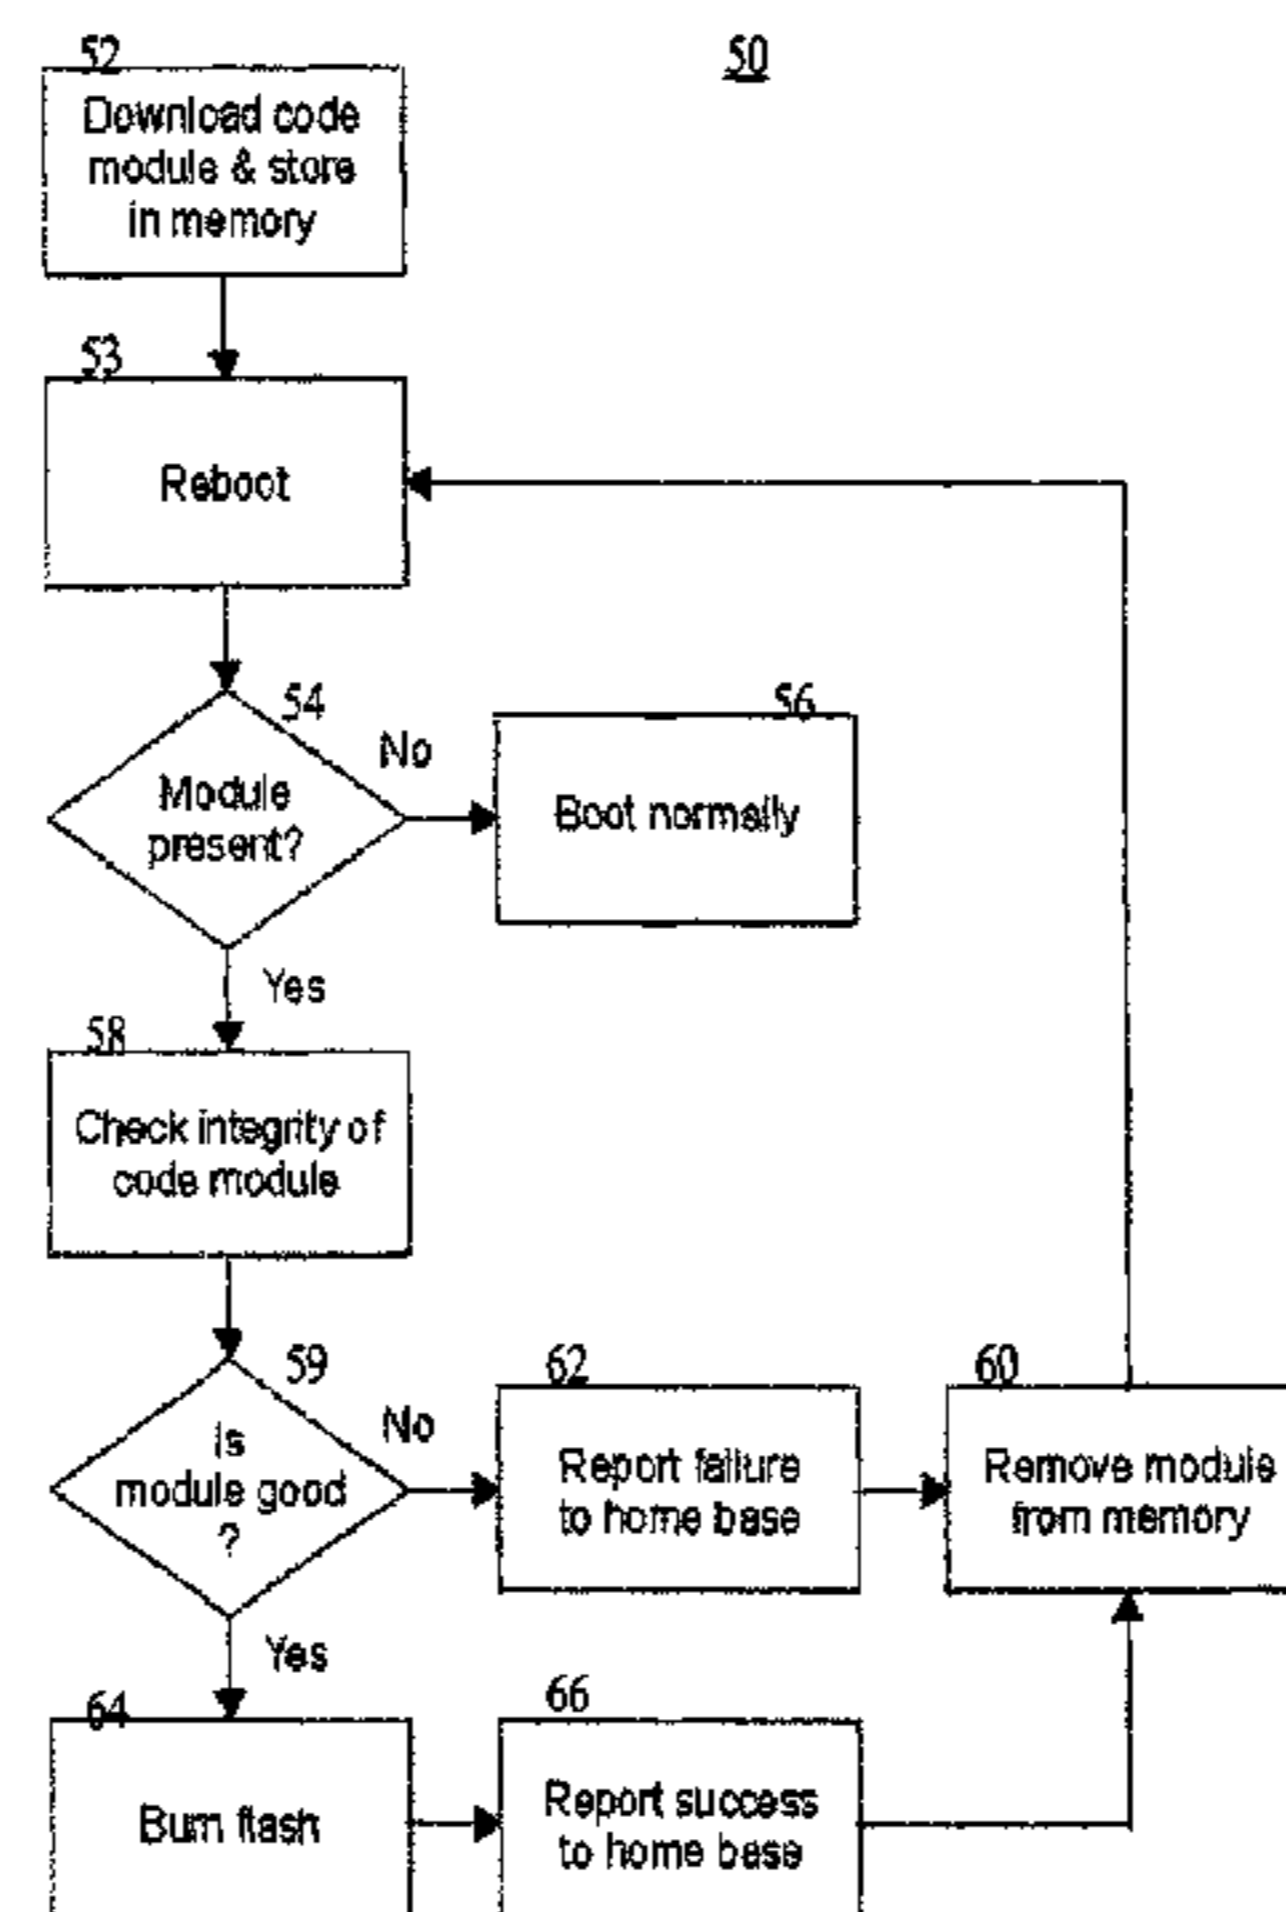 52
50
Download code
module & store
in memory
53
Reboot
54
56
No
Module
present?
Boot normally
Yes
58
Check integrity of
code module
59
62
60
No
Is
module good
?
Report failure
to home base
Remove module
from memory
Yes
64
66
Burn flash
Report success
to home base